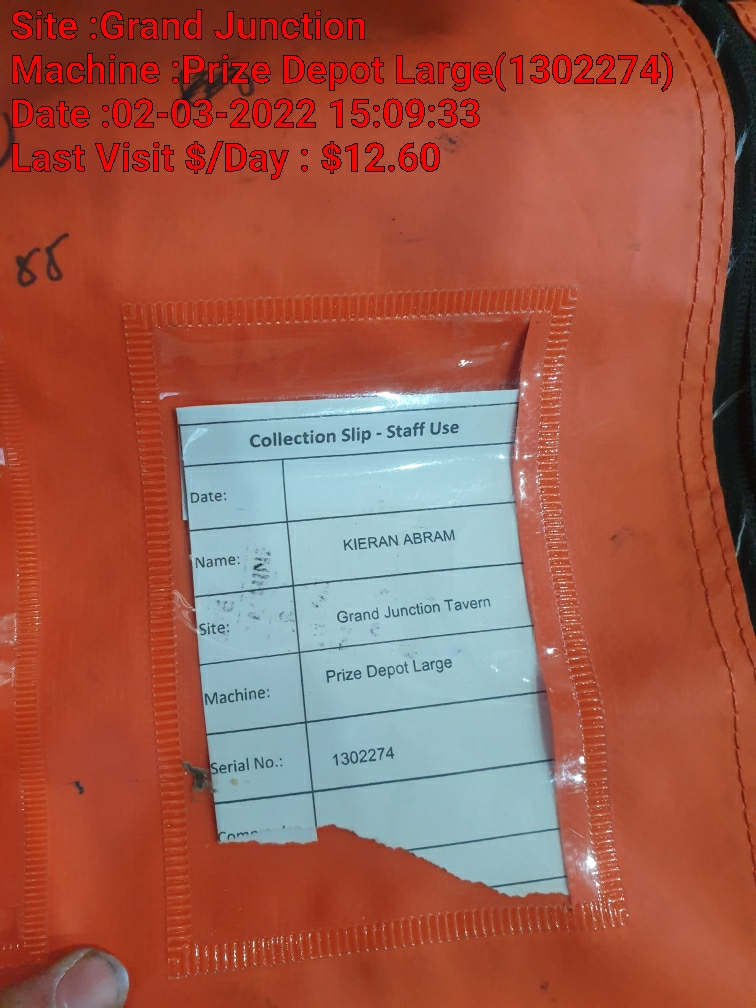 Site :Grand Junction
Machine :Prize Depot Large(1302274)
Date :02-03-2022 15:09:33
Last Visit $/Day : $12.60
88
Collection Slip - Staff Use
Date:
Name: KIERAN ABRAM
Site: Grand Junction Tavern
Machine: Prize Depot Large
Serial No.: 1302274